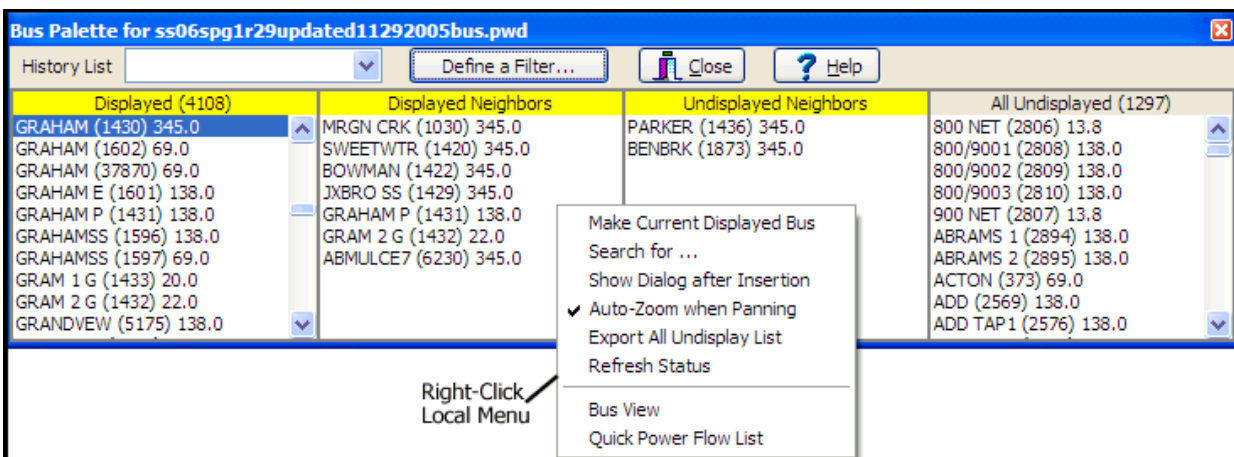 Bus Palette for ss06spg1r29updated11292005bus.pwd
History List
Define a Filter...
Close
Help
Displayed (4108)
GRAHAM (1430) 345.0
GRAHAM (1602) 69.0
GRAHAM (37870) 69.0
GRAHAM E (1601) 138.0
GRAHAM P (1431) 138.0
GRAHAMSS (1596) 138.0
GRAHAMSS (1597) 69.0
GRAM 1 G (1433) 20.0
GRAM 2 G (1432) 22.0
GRANDVEW (5175) 138.0
Displayed Neighbors
MRGN CRK (1030) 345.0
SWEETWTR (1420) 345.0
BOWMAN (1422) 345.0
JXBRO SS (1429) 345.0
GRAHAM P (1431) 138.0
GRAM 2 G (1432) 22.0
ABMULCE7 (6230) 345.0
Undisplayed Neighbors
PARKER (1436) 345.0
BENBRK (1873) 345.0
All Undisplayed (1297)
800 NET (2806) 13.8
800/9001 (2808) 138.0
800/9002 (2809) 138.0
800/9003 (2810) 138.0
900 NET (2807) 13.8
ABRAMS 1 (2894) 138.0
ABRAMS 2 (2895) 138.0
ACTON (373) 69.0
ADD (2569) 138.0
ADD TAP1 (2576) 138.0
Make Current Displayed Bus
Search for ...
Show Dialog after Insertion
Auto-Zoom when Panning
Export All Undisplay List
Refresh Status
Bus View
Quick Power Flow List
Right-Click
Local Menu